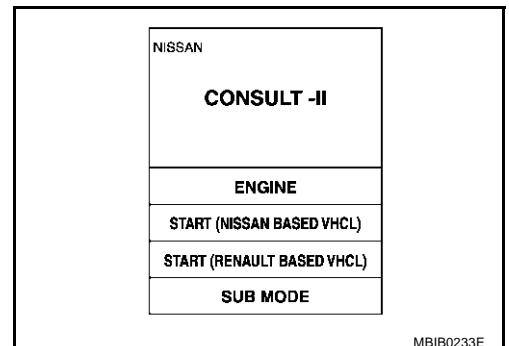 NISSAN
CONSULT -II
ENGINE
START (NISSAN BASED VHCL)
START (RENAULT BASED VHCL)
SUB MODE
MBIB0233E